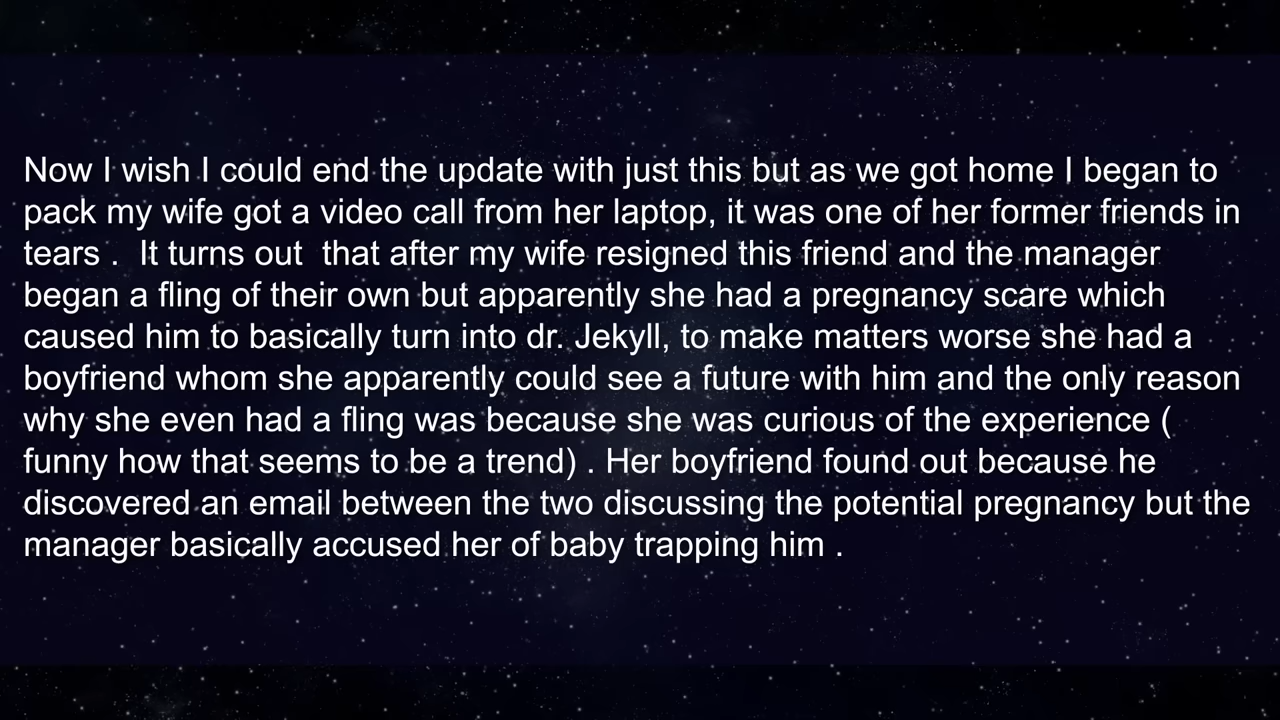 Now I wish I could end the update with just this but as we got home I began to
pack my wife got a video call from her laptop, it was one of her former friends in
tears .  It turns out  that after my wife resigned this friend and the manager
began a fling of their own but apparently she had a pregnancy scare which
caused him to basically turn into dr. Jekyll, to make matters worse she had a
boyfriend whom she apparently could see a future with him and the only reason
why she even had a fling was because she was curious of the experience (
funny how that seems to be a trend) . Her boyfriend found out because he
discovered an email between the two discussing the potential pregnancy but the
manager basically accused her of baby trapping him .